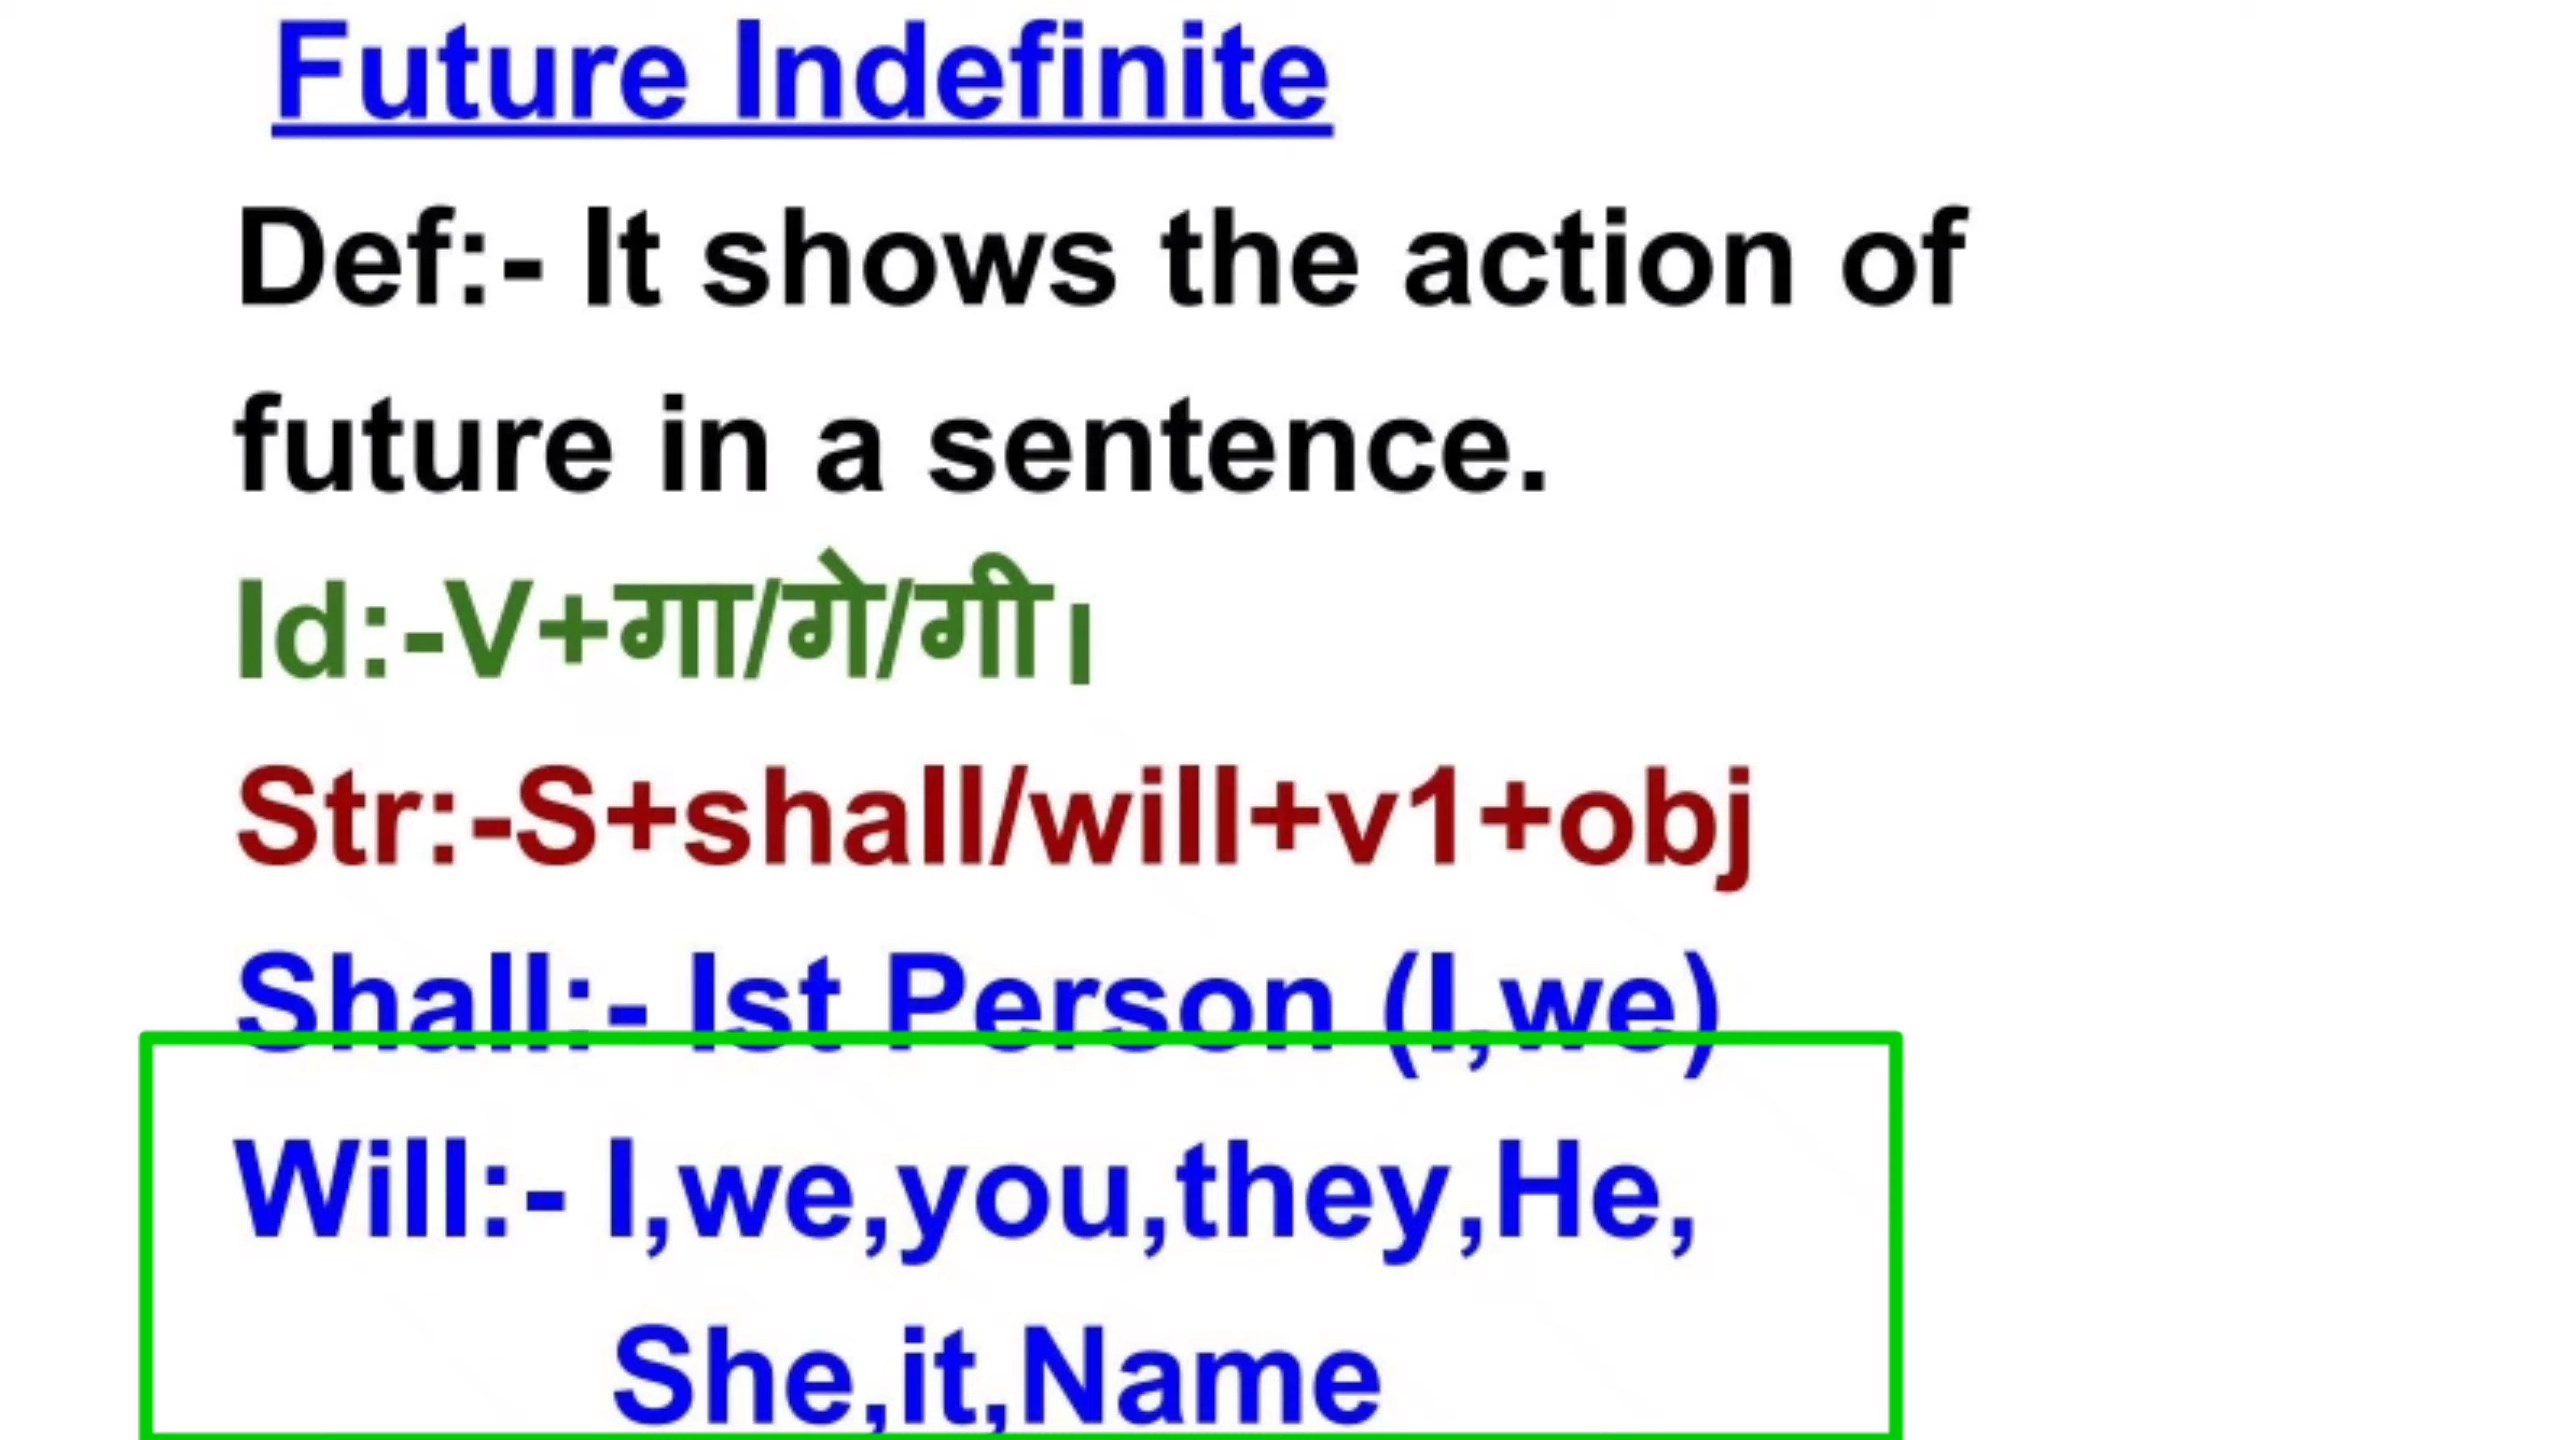 Future Indefinite
Def:- It shows the action of
future in a sentence.
Id:-V+गा/गे/गी।
Str:-S+shall/will+v1+obj
Shall:- Ist Person (I,we)
Will:- I,we,you,they,He,
She,it,Name